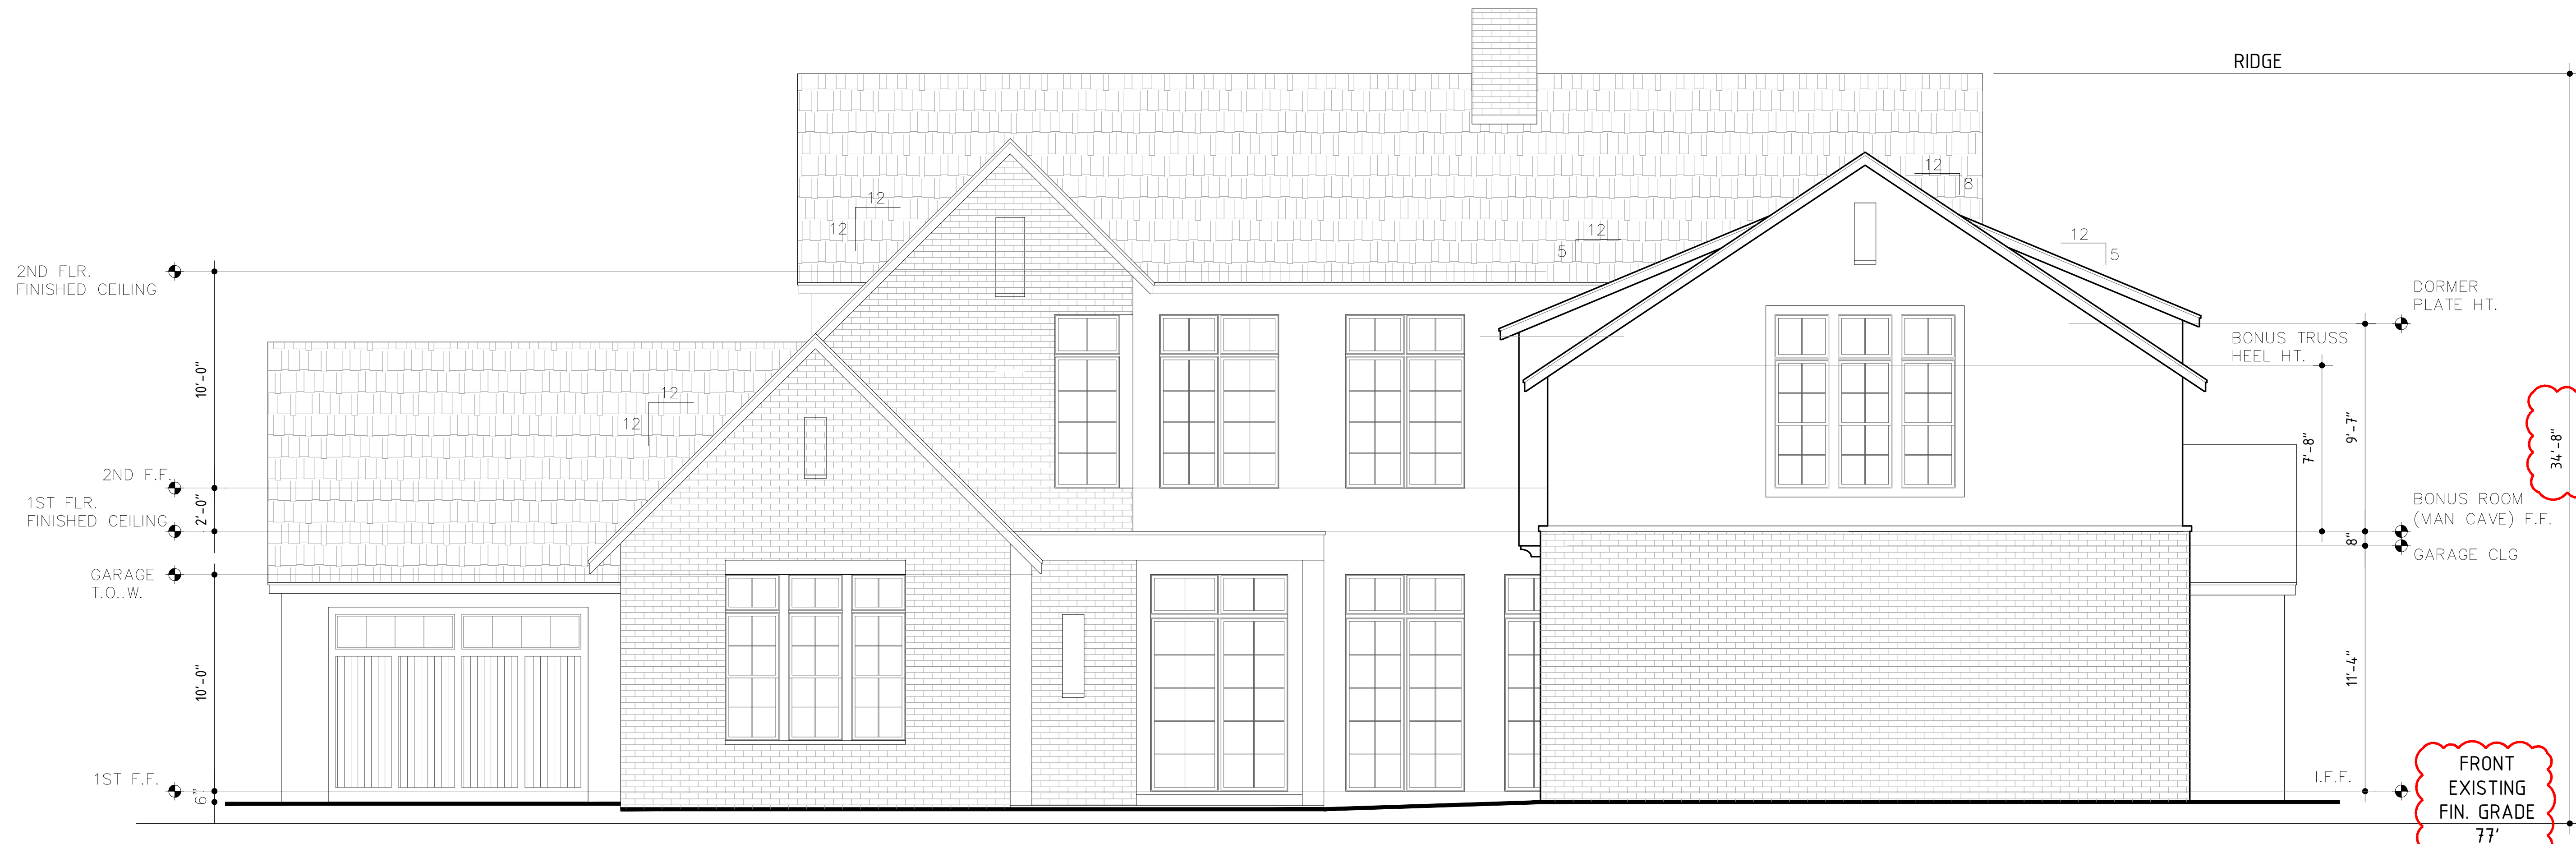 RIDGE
12
8
12
12
12
5
12
5
2ND FLR.
FINISHED CEILING
DORMER
PLATE HT.
BONUS TRUSS
HEEL HT.
10'-0"
12
12
9'-7"
34'-8"
7'-8"
2ND F.F.
1ST FLR.
FINISHED CEILING
2'-0"
BONUS ROOM
(MAN CAVE) F.F.
8"
GARAGE CLG
GARAGE
T.O..W.
10'-0"
11'-4"
1ST F.F.
6"
I.F.F.
FRONT
EXISTING
FIN. GRADE
77'